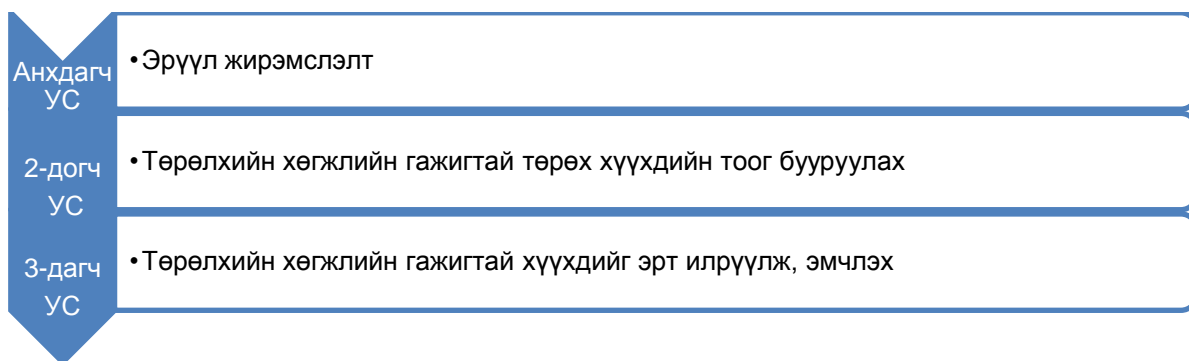 Анхдагч
УС
•Эрүүл жирэмслэлт
2-догч
УС
•Төрөлхийн хөгжлийн гажигтай төрөх хүүхдийн тоог бууруулах
3-дагч
УС
•Төрөлхийн хөгжлийн гажигтай хүүхдийг эрт илрүүлж, эмчлэх